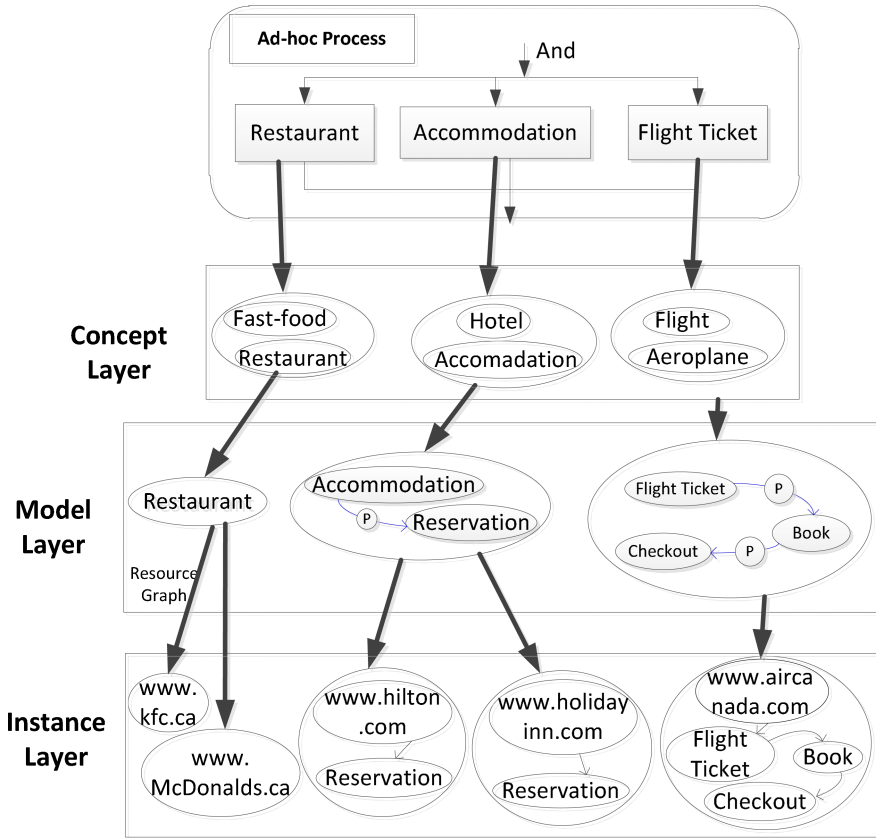 Ad-hoc Process
And
Restaurant
Accommodation
Flight Ticket
Concept
Layer
Fast-food
Restaurant
Hotel
Accomadation
Flight
Aeroplane
Model
Layer
Restaurant
Resource
Graph
Accommodation
P
Reservation
Flight Ticket
P
Book
P
Checkout
Instance
Layer
www.
kfc.ca
www.
McDonalds.ca
www.hilton
.com
Reservation
www.holiday
inn.com
Reservation
www.airca
nada.com
Flight
Ticket
Book
Checkout